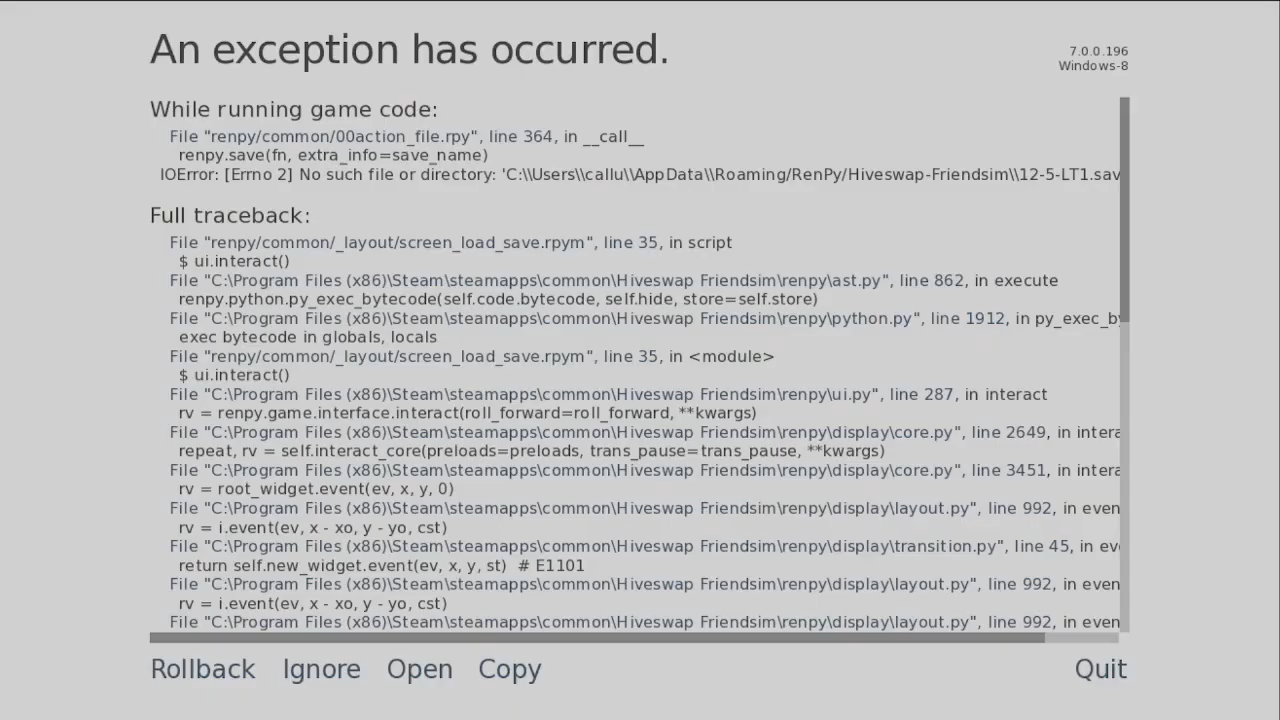 An exception has occurred.
7.0.0.196
Windows-8
While running game code:
File "renpy/common/00action_file.rpy", line 364, in __call__
renpy.save(fn, extra_info=save_name)
IOError: [Errno 2] No such file or directory: 'C:\\Users\\callu\\AppData\\Roaming/RenPy/Hiveswap-Friendsim\\12-5-LT1.sav
Full traceback:
File "renpy/common/_layout/screen_load_save.rpym", line 35, in script
$ ui.interact()
File "C:\Program Files (x86)\Steam\steamapps\common\Hiveswap Friendsim\renpy\ast.py", line 862, in execute
renpy.python.py_exec_bytecode(self.code.bytecode, self.hide, store=self.store)
File "C:\Program Files (x86)\Steam\steamapps\common\Hiveswap Friendsim\renpy\python.py", line 1912, in py_exec_by
exec bytecode in globals, locals
File "renpy/common/_layout/screen_load_save.rpym", line 35, in <module>
$ ui.interact()
File "C:\Program Files (x86)\Steam\steamapps\common\Hiveswap Friendsim\renpy\ui.py", line 287, in interact
rv = renpy.game.interface.interact(roll_forward=roll_forward, **kwargs)
File "C:\Program Files (x86)\Steam\steamapps\common\Hiveswap Friendsim\renpy\display\core.py", line 2649, in intera
repeat, rv = self.interact_core(preloads=preloads, trans_pause=trans_pause, **kwargs)
File "C:\Program Files (x86)\Steam\steamapps\common\Hiveswap Friendsim\renpy\display\core.py", line 3451, in intera
rv = root_widget.event(ev, x, y, 0)
File "C:\Program Files (x86)\Steam\steamapps\common\Hiveswap Friendsim\renpy\display\layout.py", line 992, in even
rv = i.event(ev, x - xo, y - yo, cst)
File "C:\Program Files (x86)\Steam\steamapps\common\Hiveswap Friendsim\renpy\display\transition.py", line 45, in ev
return self.new_widget.event(ev, x, y, st)  # E1101
File "C:\Program Files (x86)\Steam\steamapps\common\Hiveswap Friendsim\renpy\display\layout.py", line 992, in even
rv = i.event(ev, x - xo, y - yo, cst)
File "C:\Program Files (x86)\Steam\steamapps\common\Hiveswap Friendsim\renpy\display\layout.py", line 992, in even
Rollback Ignore Open Copy Quit